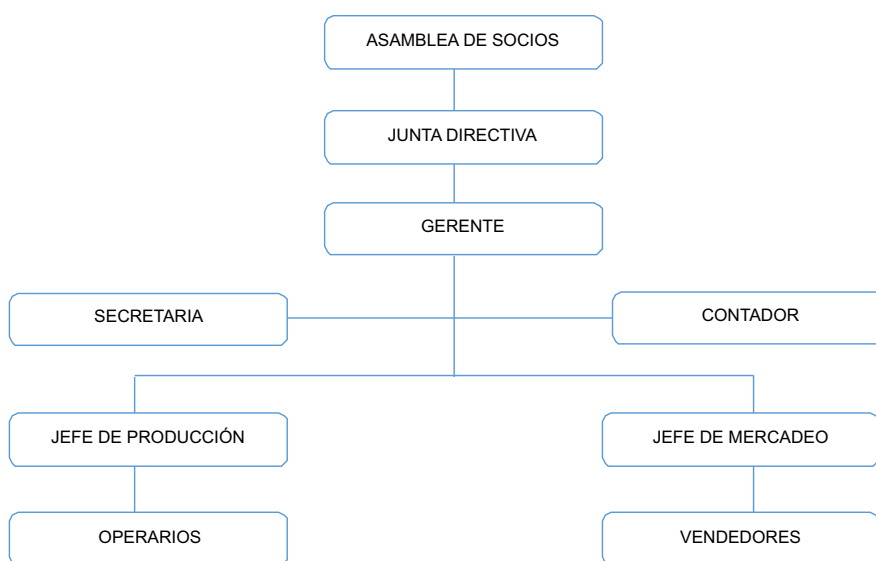 ASAMBLEA DE SOCIOS
JUNTA DIRECTIVA
GERENTE
SECRETARIA
CONTADOR
JEFE DE PRODUCCIÓN
JEFE DE MERCADEO
OPERARIOS
VENDEDORES